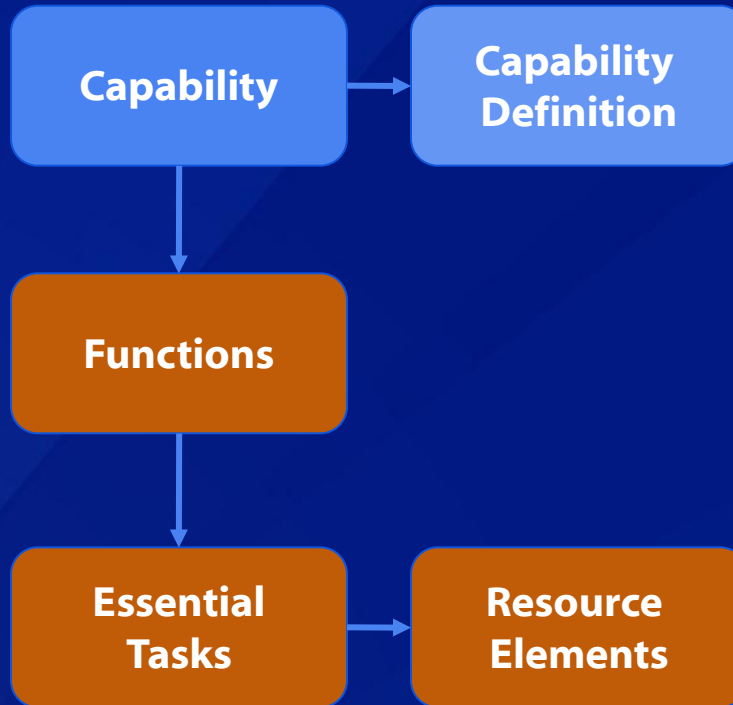 Capability
Capability
Definition
Functions
Essential
Tasks
Resource
Elements